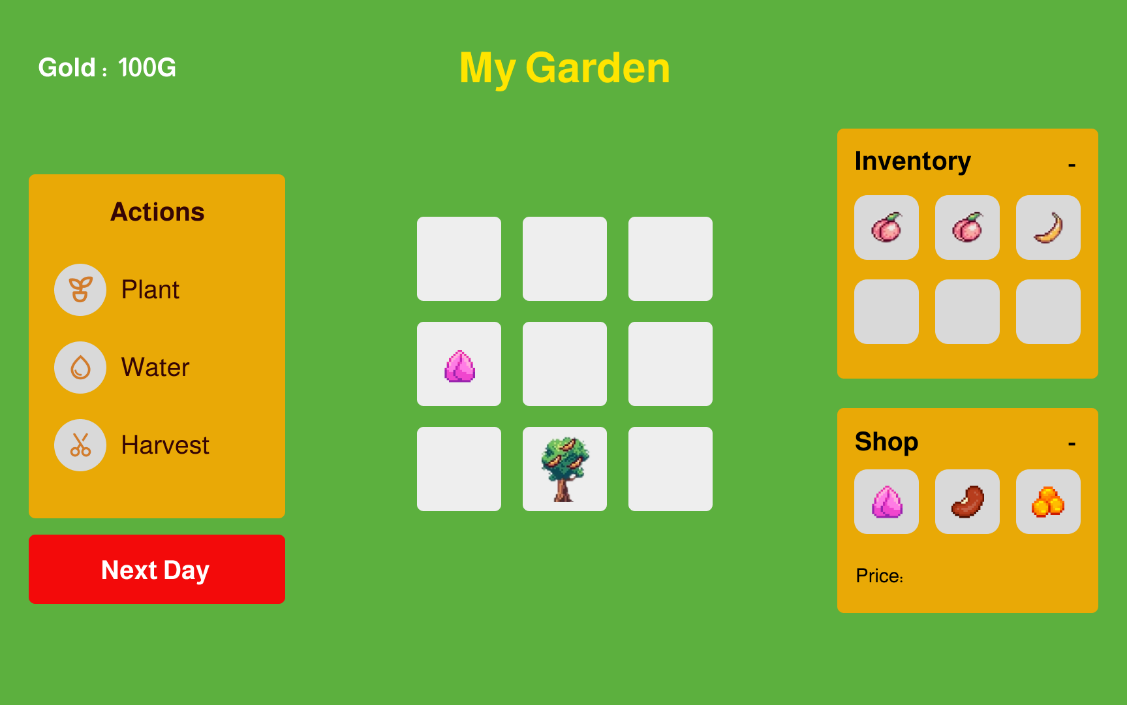 Gold : 100G
My Garden
Actions
Plant
Water
Harvest
Next Day
Inventory -
Shop -
Price: